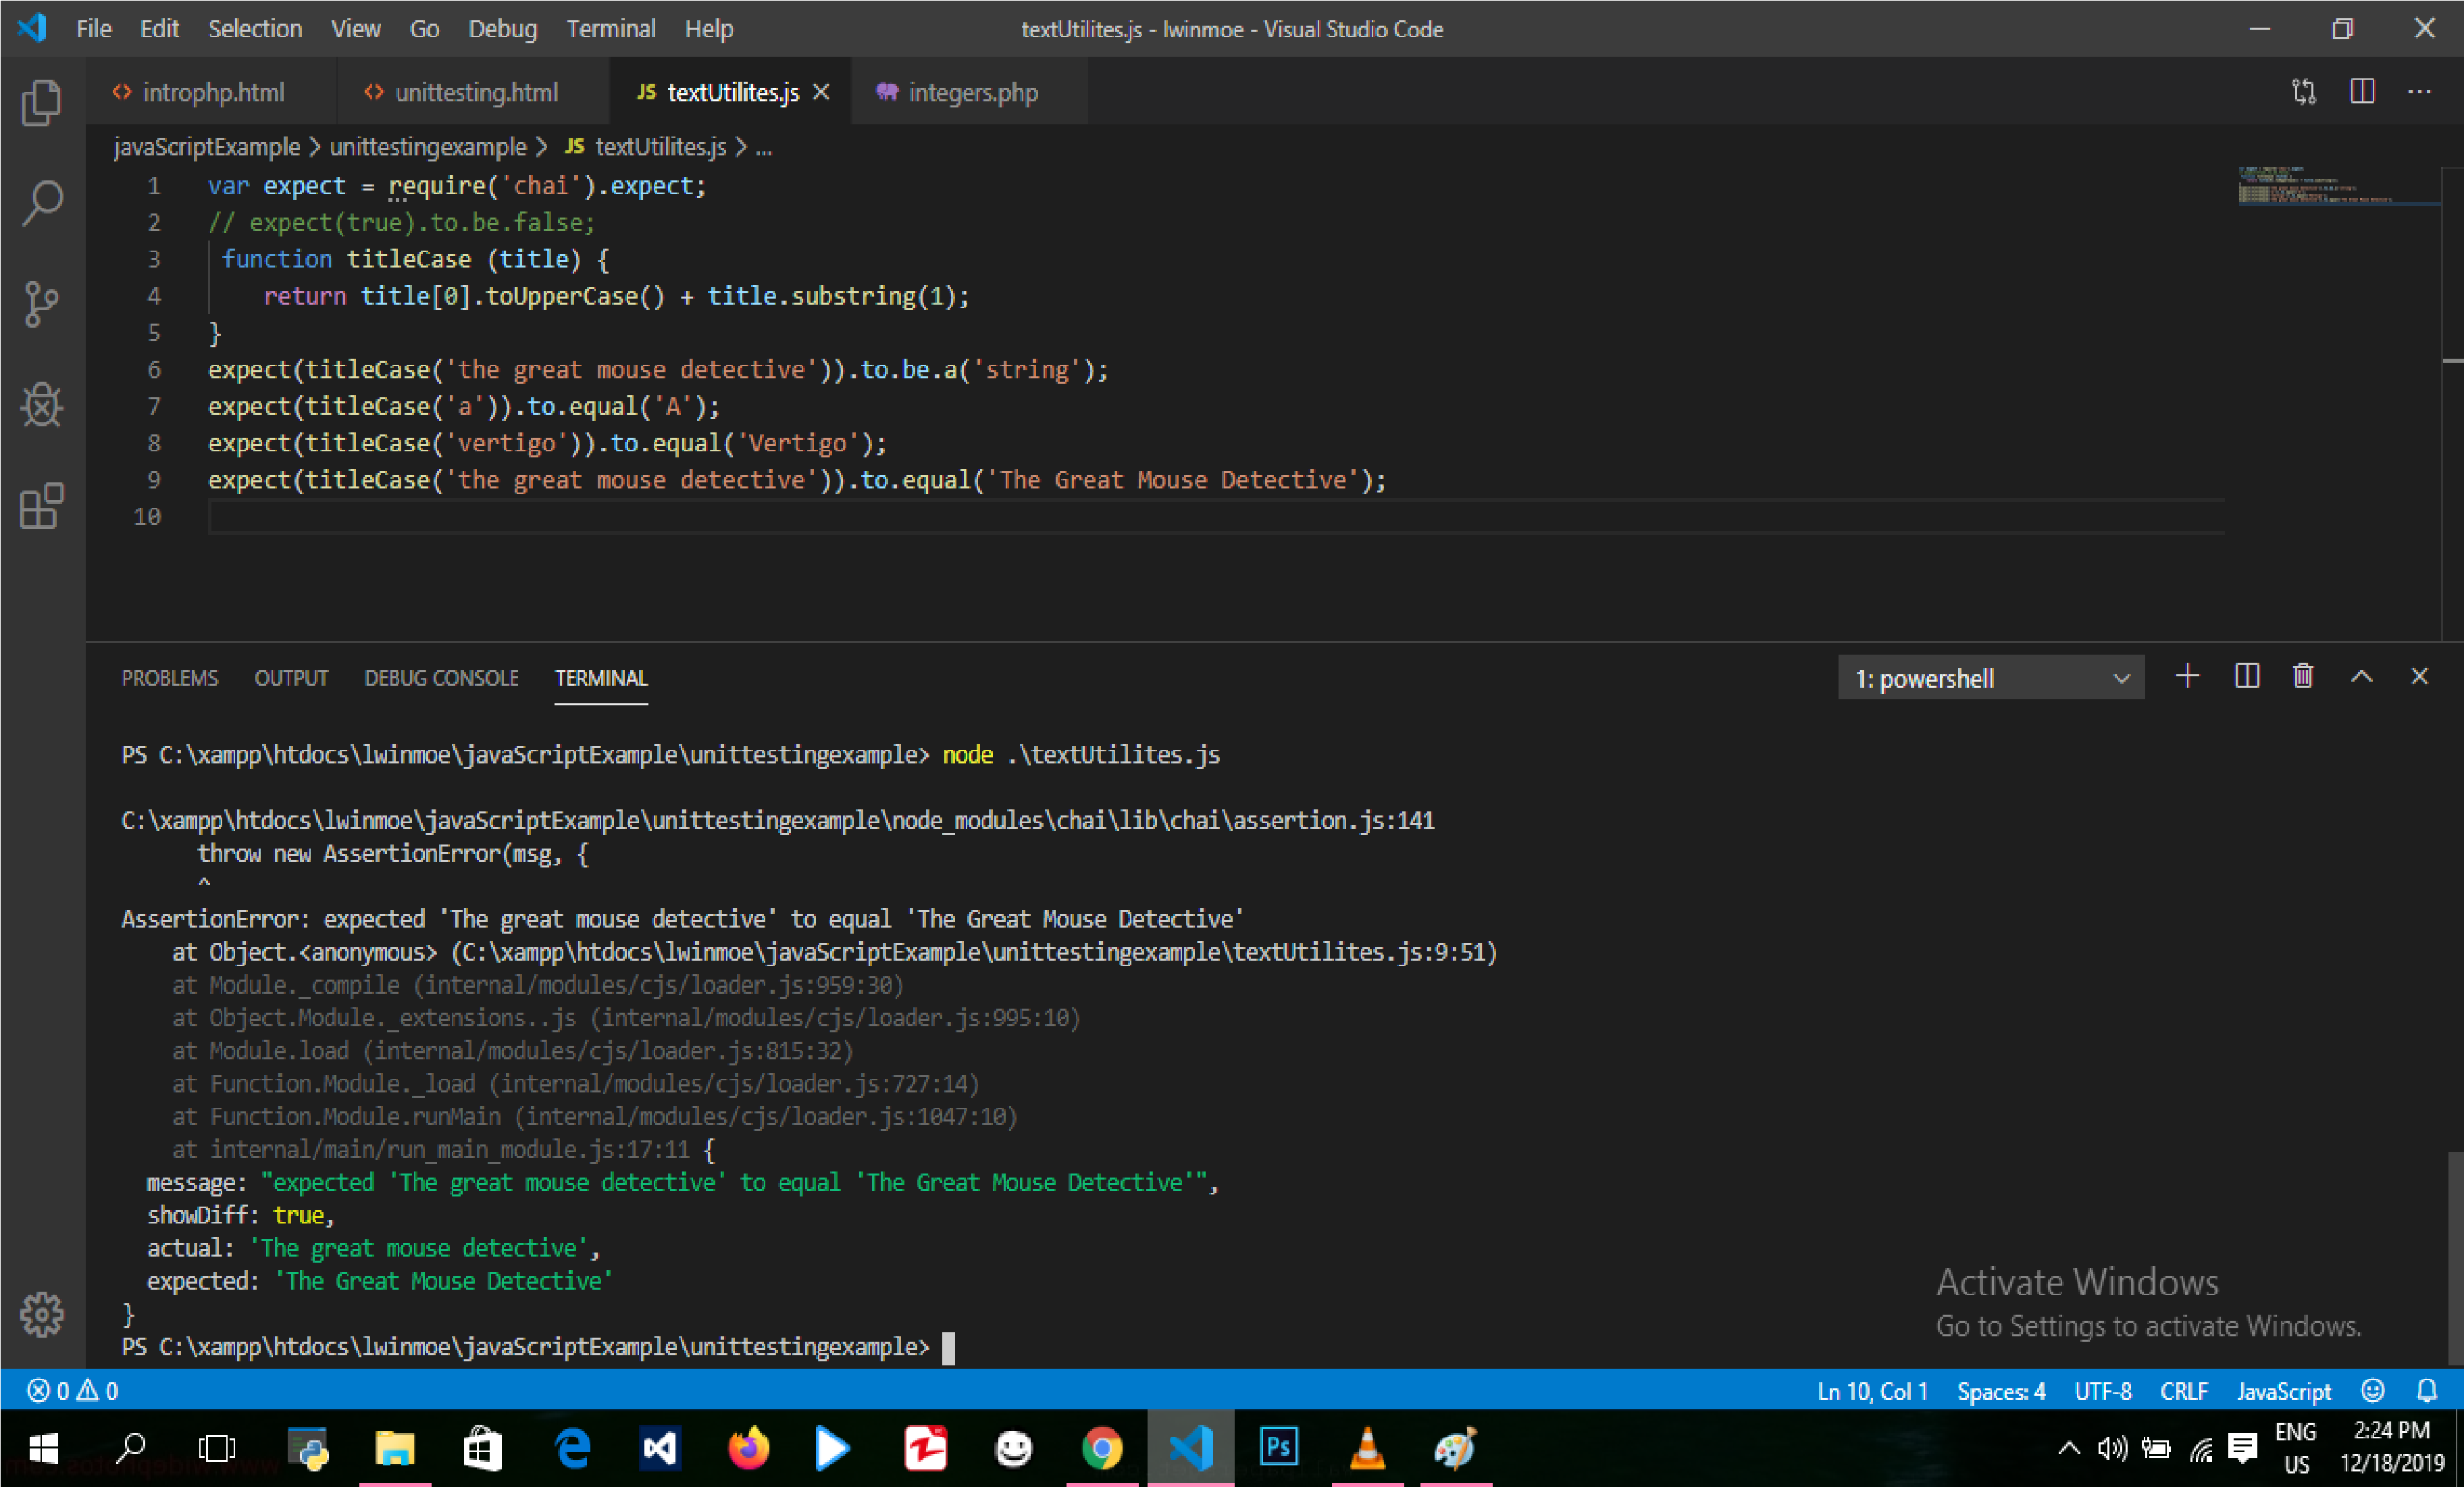 File Edit Selection View Go Debug Terminal Help textUtilites.js - lwinmoe - Visual Studio Code
introphp.html unittesting.html JS textUtilites.js integers.php
javaScriptExample > unittestingexample > JS textUtilites.js > ...
1 var expect = require('chai').expect;
2 // expect(true).to.be.false;
3 function titleCase (title) {
4 return title[0].toUpperCase() + title.substring(1);
5 }
6 expect(titleCase('the great mouse detective')).to.be.a('string');
7 expect(titleCase('a')).to.equal('A');
8 expect(titleCase('vertigo')).to.equal('Vertigo');
9 expect(titleCase('the great mouse detective')).to.equal('The Great Mouse Detective');
10
PROBLEMS OUTPUT DEBUG CONSOLE TERMINAL 1: powershell
PS C:\xampp\htdocs\lwinmoe\javaScriptExample\unittestingexample> node .\textUtilites.js
C:\xampp\htdocs\lwinmoe\javaScriptExample\unittestingexample\node_modules\chai\lib\chai\assertion.js:141
throw new AssertionError(msg, {
^
AssertionError: expected 'The great mouse detective' to equal 'The Great Mouse Detective'
at Object.<anonymous> (C:\xampp\htdocs\lwinmoe\javaScriptExample\unittestingexample\textUtilites.js:9:51)
at Module._compile (internal/modules/cjs/loader.js:959:30)
at Object.Module._extensions..js (internal/modules/cjs/loader.js:995:10)
at Module.load (internal/modules/cjs/loader.js:815:32)
at Function.Module._load (internal/modules/cjs/loader.js:727:14)
at Function.Module.runMain (internal/modules/cjs/loader.js:1047:10)
at internal/main/run_main_module.js:17:11 {
message: "expected 'The great mouse detective' to equal 'The Great Mouse Detective'",
showDiff: true,
actual: 'The great mouse detective',
expected: 'The Great Mouse Detective'
}
PS C:\xampp\htdocs\lwinmoe\javaScriptExample\unittestingexample>
Activate Windows
Go to Settings to activate Windows.
0 0 Ln 10, Col 1 Spaces: 4 UTF-8 CRLF JavaScript
Ps
ENG 2:24 PM
US 12/18/2019